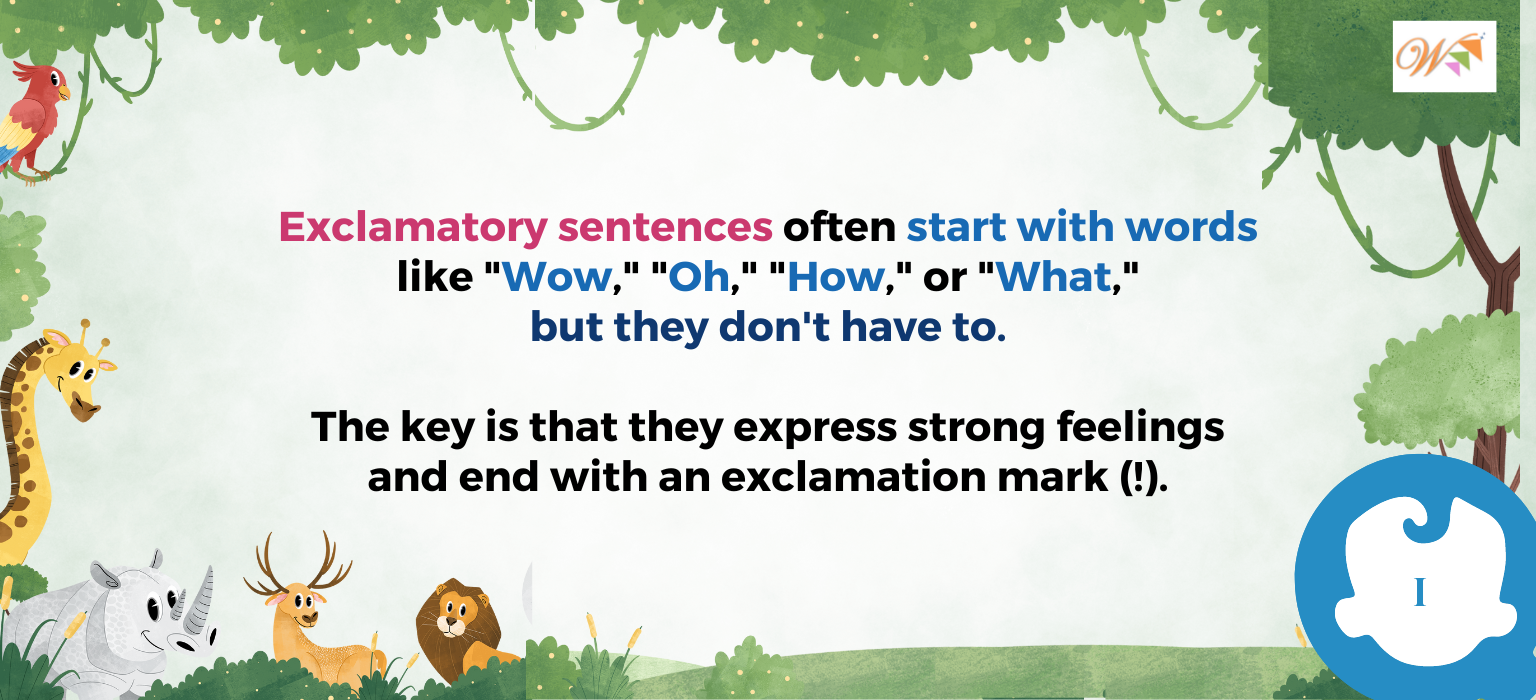 W
Exclamatory sentences often start with words
like "Wow," "Oh," "How," or "What,"
but they don't have to.
The key is that they express strong feelings
and end with an exclamation mark (!).
I